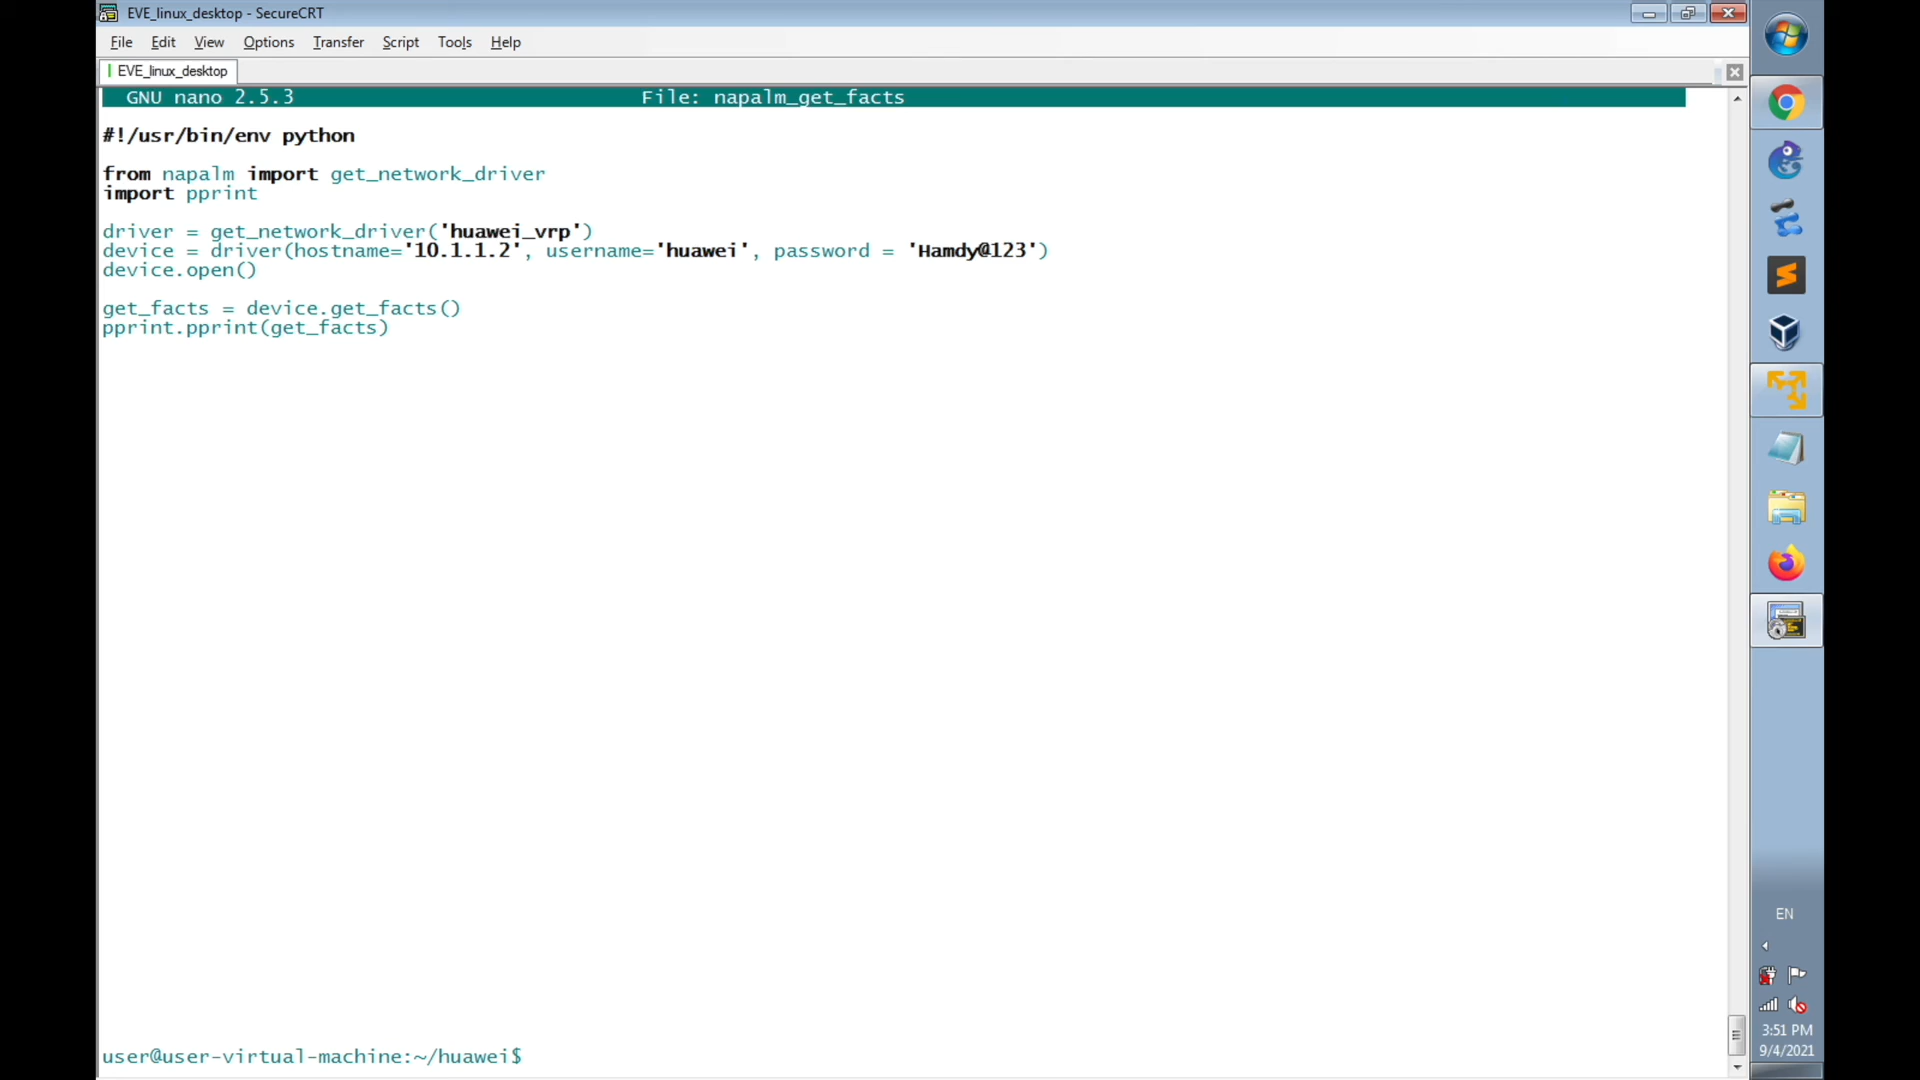 EVE_linux_desktop - SecureCRT
File Edit View Options Transfer Script Tools Help
EVE_linux_desktop
GNU nano 2.5.3 File: napalm_get_facts
#!/usr/bin/env python
from napalm import get_network_driver
import pprint
driver = get_network_driver('huawei_vrp')
device = driver(hostname='10.1.1.2', username='huawei', password = 'Hamdy@123')
device.open()
get_facts = device.get_facts()
pprint.pprint(get_facts)
user@user-virtual-machine:~/huawei$
EN
3:51 PM
9/4/2021